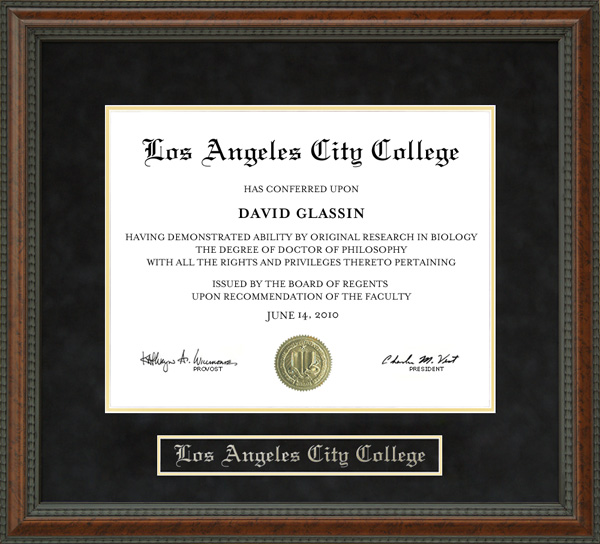 Los Angeles City College
HAS CONFERRED UPON
DAVID GLASSIN
HAVING DEMONSTRATED ABILITY BY ORIGINAL RESEARCH IN BIOLOGY
THE DEGREE OF DOCTOR OF PHILOSOPHY
WITH ALL THE RIGHTS AND PRIVILEGES THERETO PERTAINING
ISSUED BY THE BOARD OF REGENTS
UPON RECOMMENDATION OF THE FACULTY
JUNE 14, 2010
PROVOST
PRESIDENT
Los Angeles City College